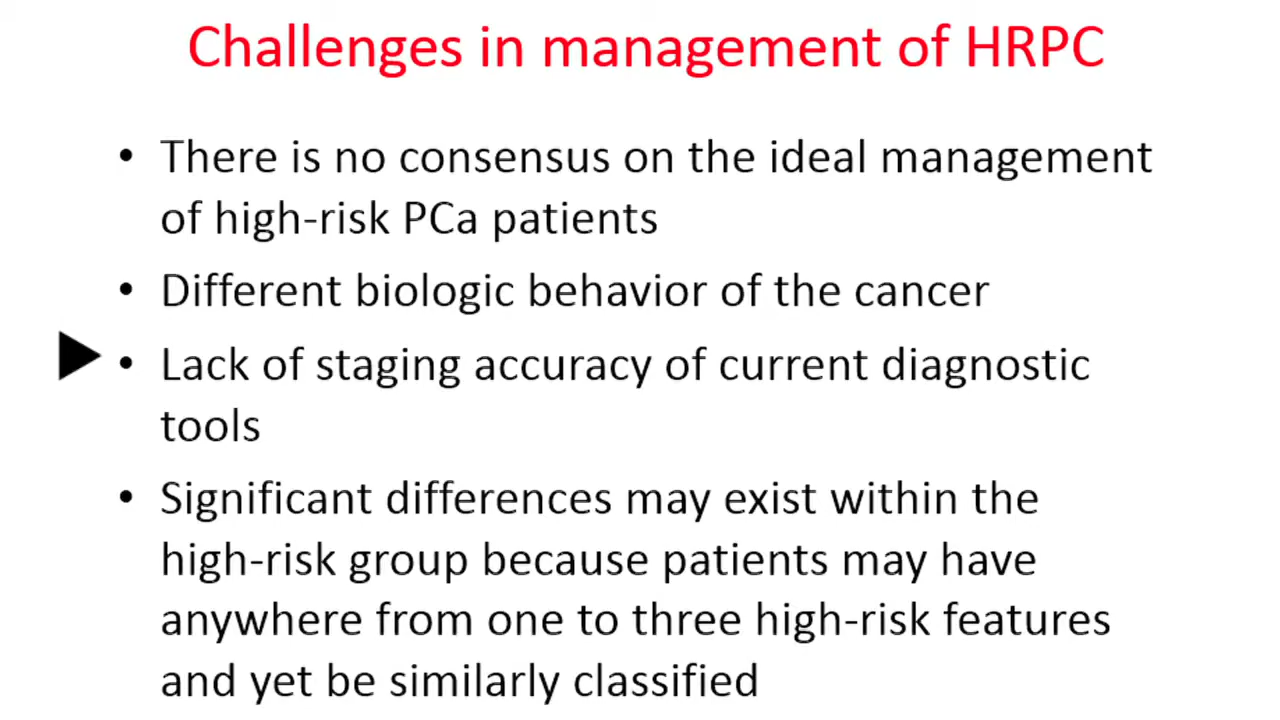 Challenges in management of HRPC
• There is no consensus on the ideal management
of high-risk PCa patients
• Different biologic behavior of the cancer
• Lack of staging accuracy of current diagnostic
tools
• Significant differences may exist within the
high-risk group because patients may have
anywhere from one to three high-risk features
and yet be similarly classified